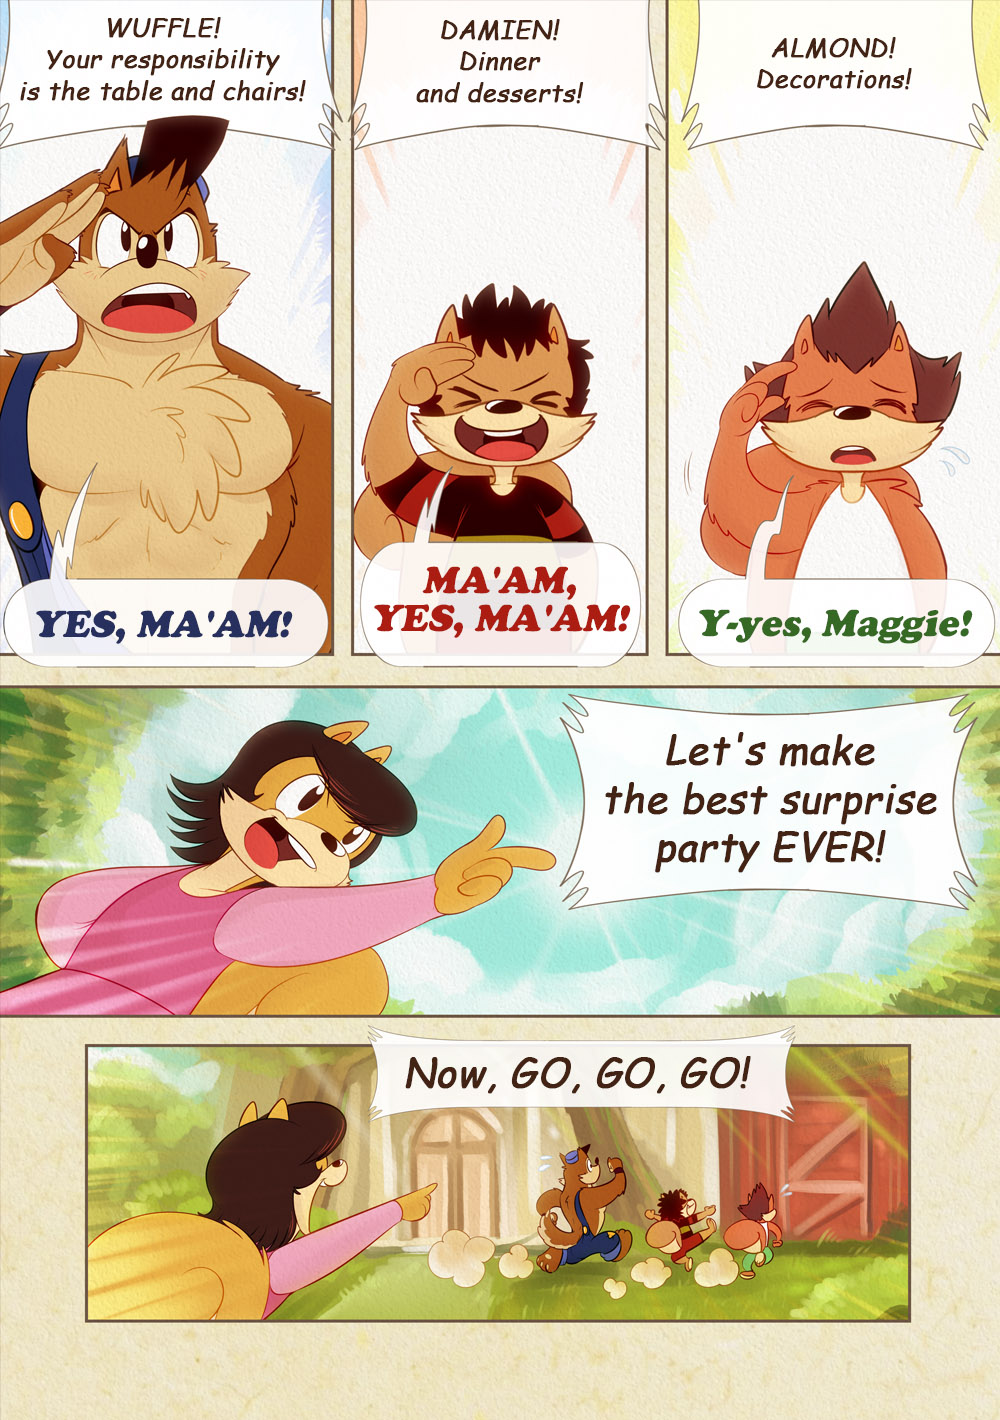 WUFFLE!
Your responsibility
is the table and chairs!
YES, MA'AM!
DAMIEN!
Dinner
and desserts!
MA'AM,
YES, MA'AM!
ALMOND!
Decorations!
Y-yes, Maggie!
Let's make
the best surprise
party EVER!
Now, GO, GO, GO!